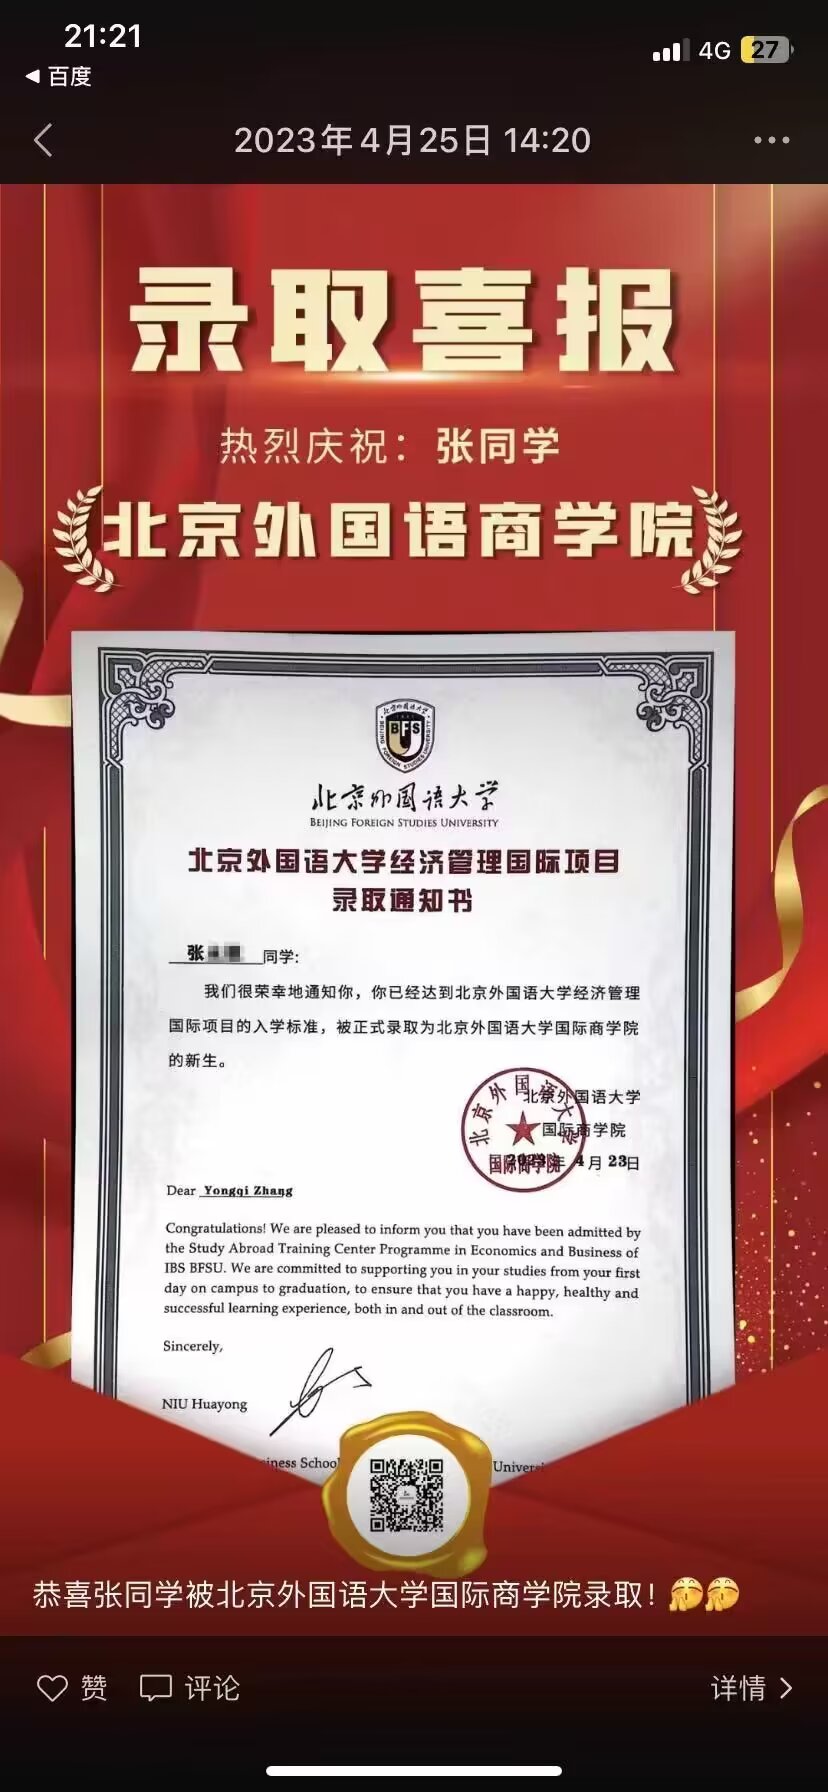 21:21
4G 27
百度
2023年4月25日 14:20
录取喜报
热烈庆祝：张同学
北京外国语商学院
北京外国语大学
BEIJING FOREIGN STUDIES UNIVERSITY
BFS
北京外国语大学
BEIJING FOREIGN STUDIES UNIVERSITY
北京外国语大学经济管理国际项目
录取通知书
张 同学:
我们很荣幸地通知你，你已经达到北京外国语大学经济管理
国际项目的入学标准，被正式录取为北京外国语大学国际商学院
的新生。
北京外国语大学
国际商学院
2023年 4 月 23日
北京外国语大学
国际商学院
Dear Yongqi Zhang
Congratulations! We are pleased to inform you that you have been admitted by
the Study Abroad Training Center Programme in Economics and Business of
IBS BFSU. We are committed to supporting you in your studies from your first
day on campus to graduation, to ensure that you have a happy, healthy and
successful learning experience, both in and out of the classroom.
Sincerely,
NIU Huayong
iness School Univers
恭喜张同学被北京外国语大学国际商学院录取！🤭🤭
赞 评论 详情